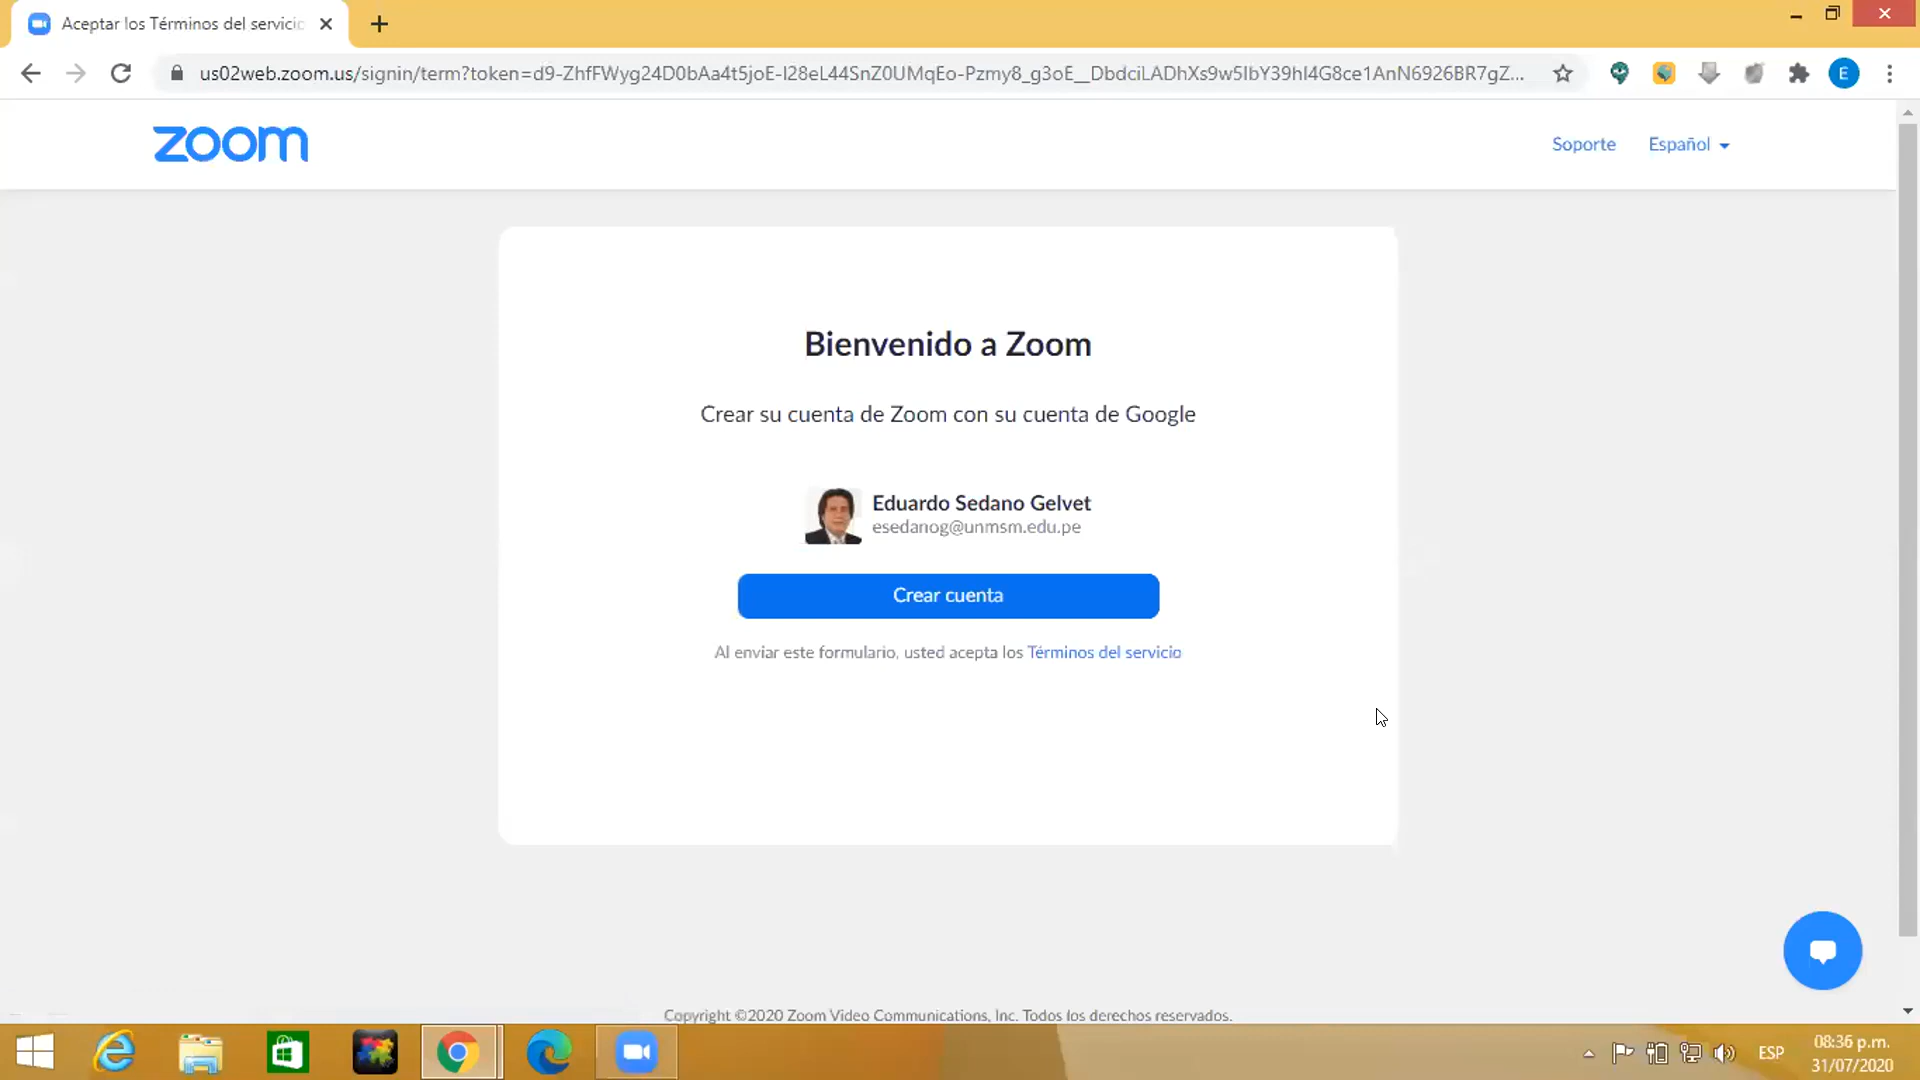 Aceptar los Términos del servicio
us02web.zoom.us/signin/term?token=d9-ZhfFWyg24D0bAa4t5joE-I28eL44SnZ0UMqEo-Pzmy8_g3oE__DbdciLADhXs9w5IbY39hI4G8ce1AnN6926BR7gZ...
E
zoom
Soporte
Español
Bienvenido a Zoom
Crear su cuenta de Zoom con su cuenta de Google
Eduardo Sedano Gelvet
esedanog@unmsm.edu.pe
Crear cuenta
Al enviar este formulario, usted acepta los Términos del servicio
Copyright ©2020 Zoom Video Communications, Inc. Todos los derechos reservados.
ESP
08:36 p.m.
31/07/2020